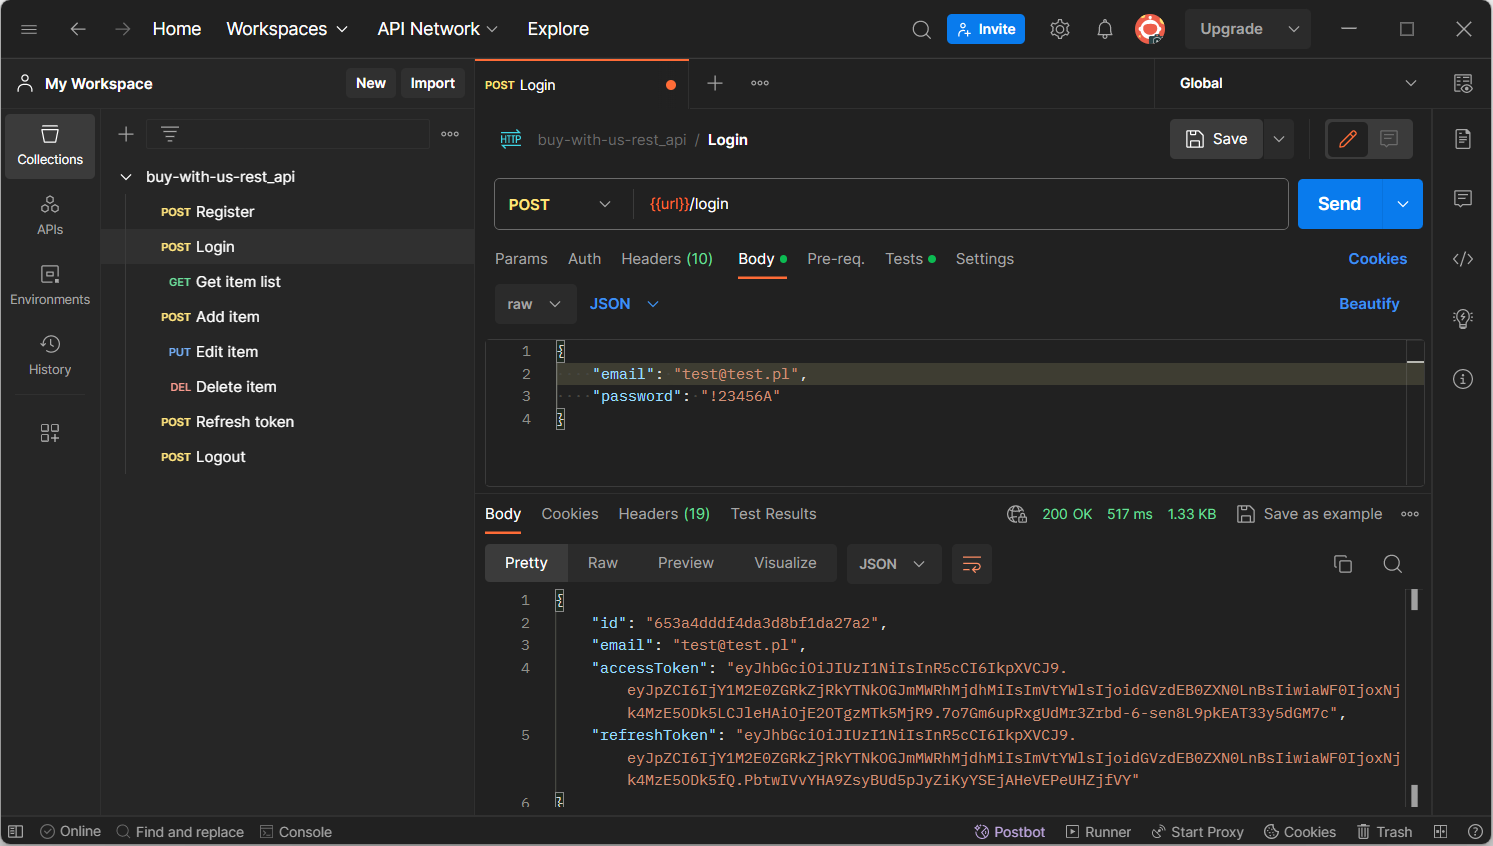 Home Workspaces API Network Explore Invite Upgrade
My Workspace New Import POST Login Global
Collections
APIs
Environments
History
buy-with-us-rest_api
POST Register
POST Login
GET Get item list
POST Add item
PUT Edit item
DEL Delete item
POST Refresh token
POST Logout
HTTP buy-with-us-rest_api / Login Save
POST {{url}}/login Send
Params Auth Headers (10) Body Pre-req. Tests Settings Cookies
raw JSON Beautify
1 {
2 "email": "test@test.pl",
3 "password": "!23456A"
4 }
Body Cookies Headers (19) Test Results 200 OK 517 ms 1.33 KB Save as example
Pretty Raw Preview Visualize JSON
1 {
2 "id": "653a4dddf4da3d8bf1da27a2",
3 "email": "test@test.pl",
4 "accessToken": "eyJhbGciOiJIUzI1NiIsInR5cCI6IkpXVCJ9.
eyJpZCI6IjY1M2E0ZGRkZjRkYTNkOGJmMWRhMjdhMiIsImVtYWlsIjoidGVzdEB0ZXN0LnBsIiwiaWF0IjoxNj
k4MzE5ODk5LCJleHAiOjE2OTgzMTk5MjR9.7o7Gm6upRxgUdMr3Zrbd-6-sen8L9pkEAT33y5dGM7c",
5 "refreshToken": "eyJhbGciOiJIUzI1NiIsInR5cCI6IkpXVCJ9.
eyJpZCI6IjY1M2E0ZGRkZjRkYTNkOGJmMWRhMjdhMiIsImVtYWlsIjoidGVzdEB0ZXN0LnBsIiwiaWF0IjoxNj
k4MzE5ODk5fQ.PbtwIVvYHA9ZsyBUd5pJyZiKyYSEjAHeVEPeUHZjfVY"
6 }
Online Find and replace Console Postbot Runner Start Proxy Cookies Trash